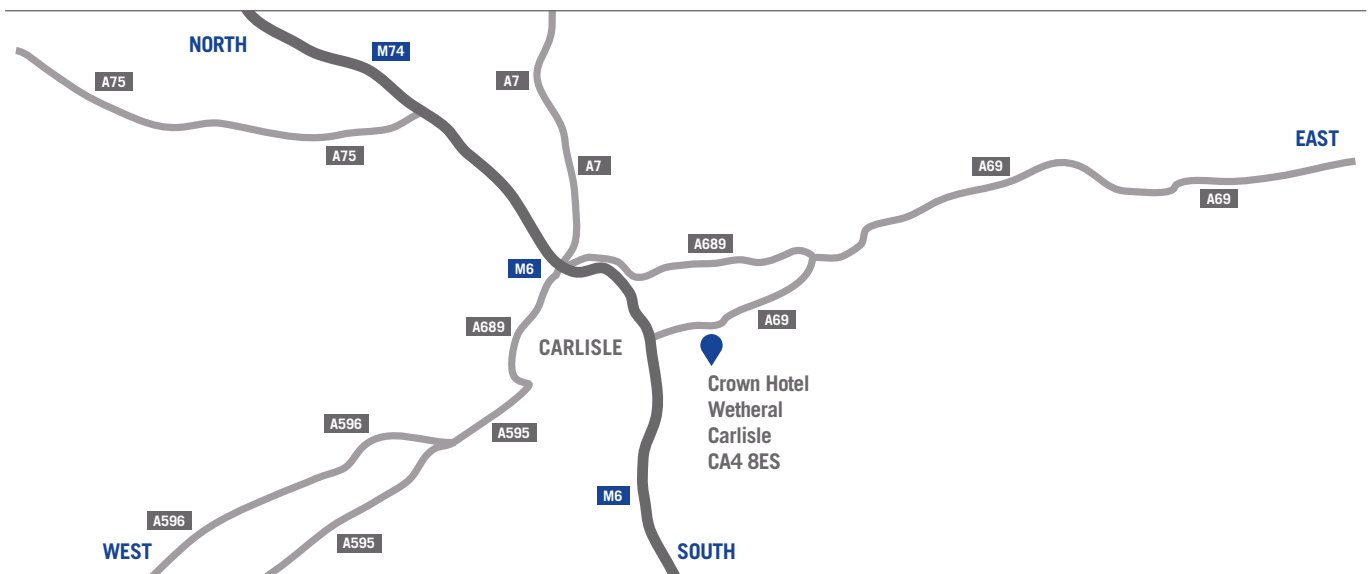 NORTH
M74
A75
A7
EAST
A75
A7
A69
A69
A689
M6
A69
A689
CARLISLE
Crown Hotel
Wetheral
Carlisle
CA4 8ES
A596
A595
M6
A596
A595
WEST
SOUTH